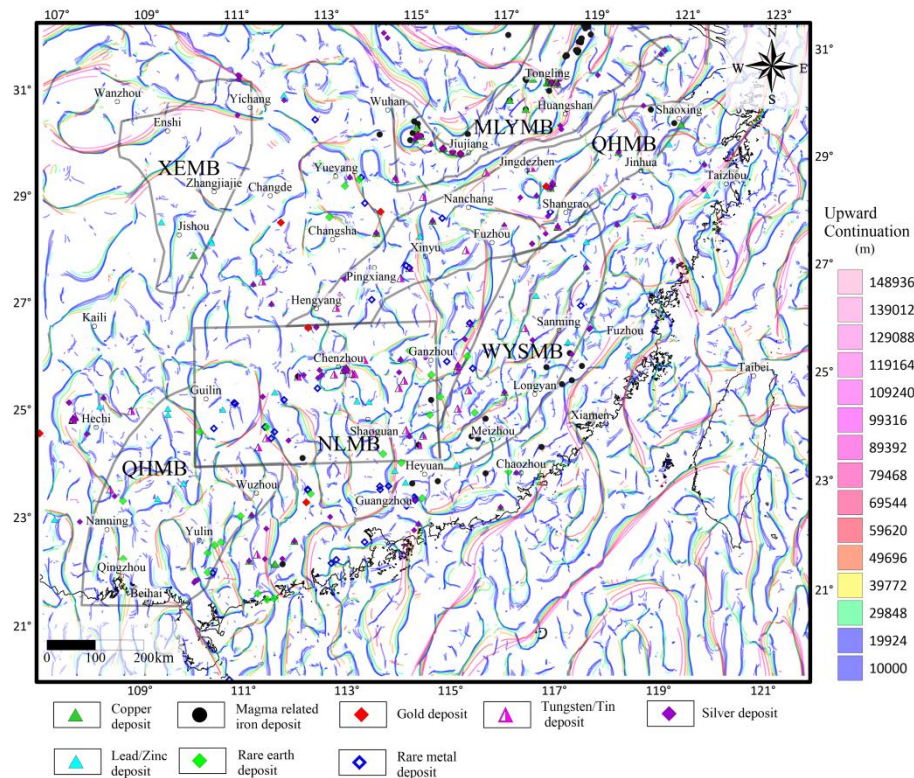 107° 109° 111° 113° 115° 117° 119° 121°
31° 31°
29° 29°
27° 27°
25° 25°
23° 23°
21° 21°
109° 111° 113° 115° 117° 119° 121°
N
W E
S
Wanzhou
Enshi
Yichang
Wuhan
Tongling
Huangshan
Shaoxing
XEMB
MLYMB
QHMB
Jiujiang
Jingdezhen
Jinhua
Zhangjiajie
Changde
Yueyang
Nanchang
Shangrao
Taizhou
Jishou
Changsha
Xinyu
Fuzhou
Pingxiang
Hengyang
Kaili
Sanming
Fuzhou
Chenzhou
Ganzhou
WYSMB
Taibei
Guilin
Longyan
Hechi
Shaoguan
Meizhou
Xiamen
QHMB
NLMB
Heyuan
Chaozhou
Wuzhou
Guangzhou
Nanning
Yulin
Qingzhou
Beihai
0 100 200km
Upward
Continuation
(m)
148936
139012
129088
119164
109240
99316
89392
79468
69544
59620
49696
39772
29848
19924
10000
Copper
deposit
Magma related
iron deposit
Gold deposit
Tungsten/Tin
deposit
Silver deposit
Lead/Zinc
deposit
Rare earth
deposit
Rare metal
deposit